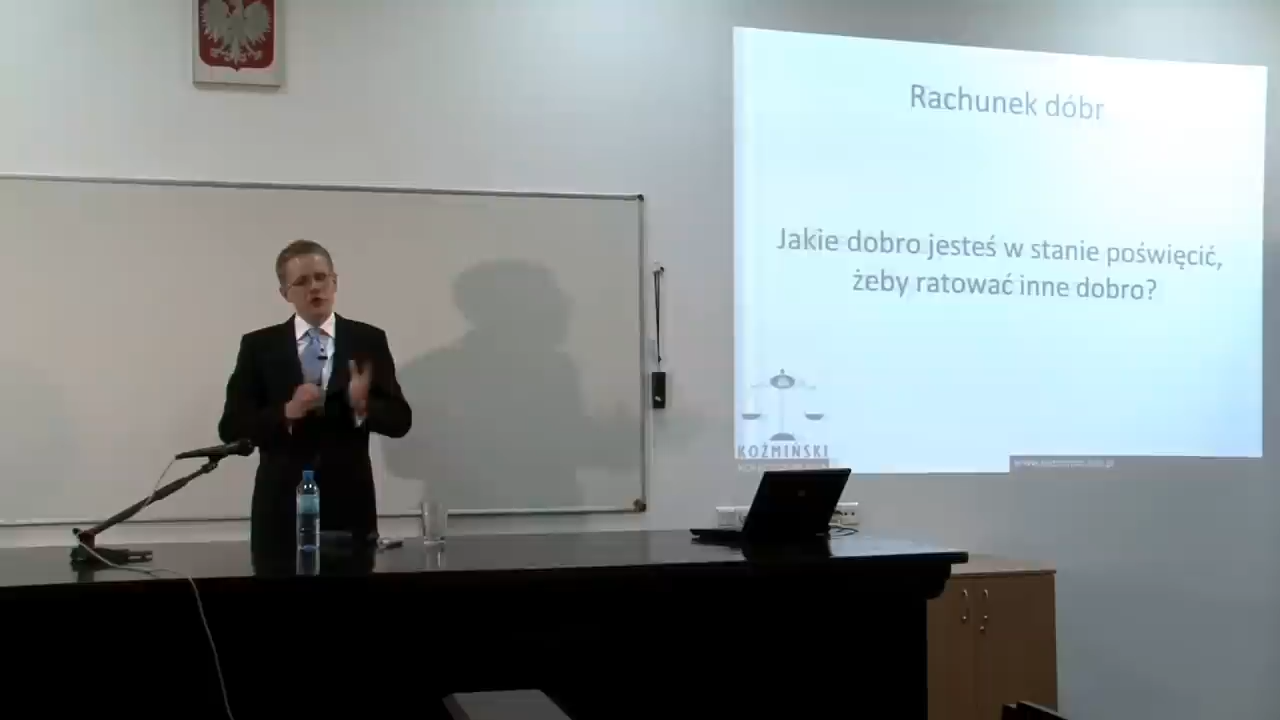 Rachunek dóbr
Jakie dobro jesteś w stanie poświęcić,
żeby ratować inne dobro?
KOŹMIŃSKI